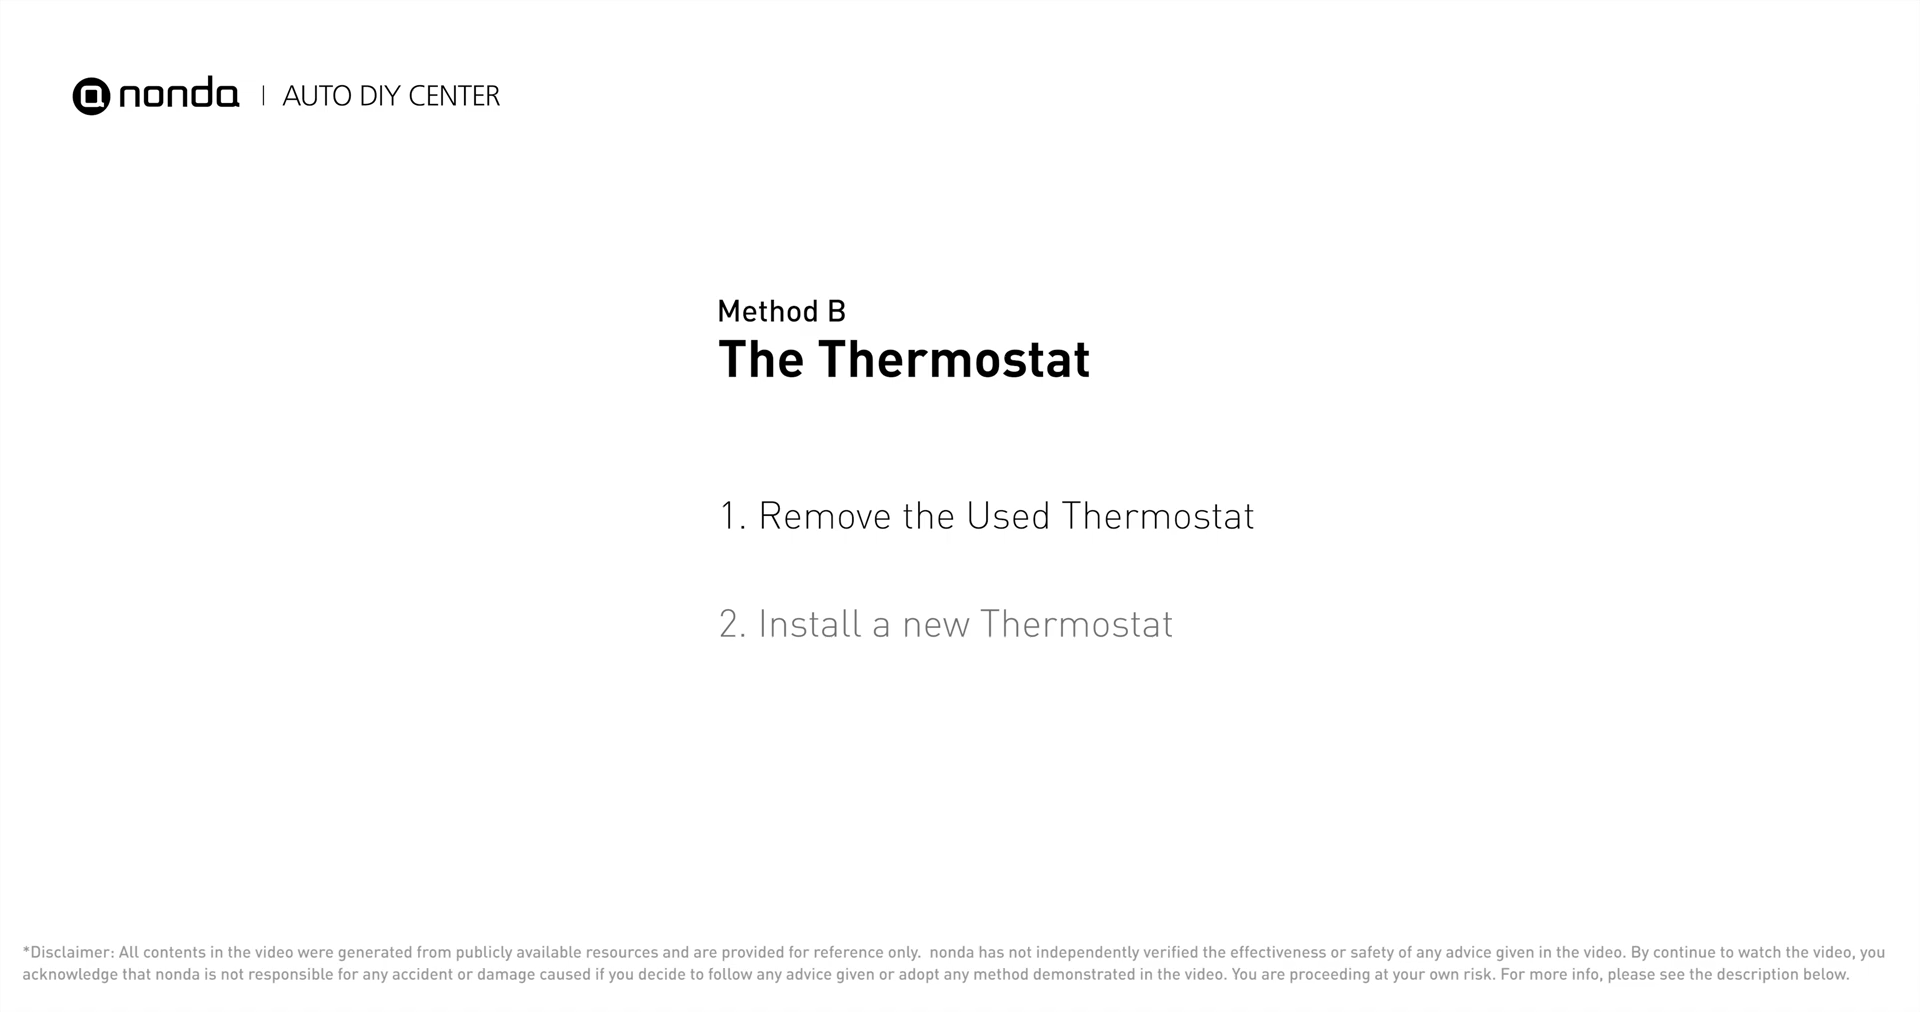 nonda | AUTO DIY CENTER
Method B
The Thermostat
1. Remove the Used Thermostat
2. Install a new Thermostat
*Disclaimer: All contents in the video were generated from publicly available resources and are provided for reference only. nonda has not independently verified the effectiveness or safety of any advice given in the video. By continue to watch the video, you
acknowledge that nonda is not responsible for any accident or damage caused if you decide to follow any advice given or adopt any method demonstrated in the video. You are proceeding at your own risk. For more info, please see the description below.